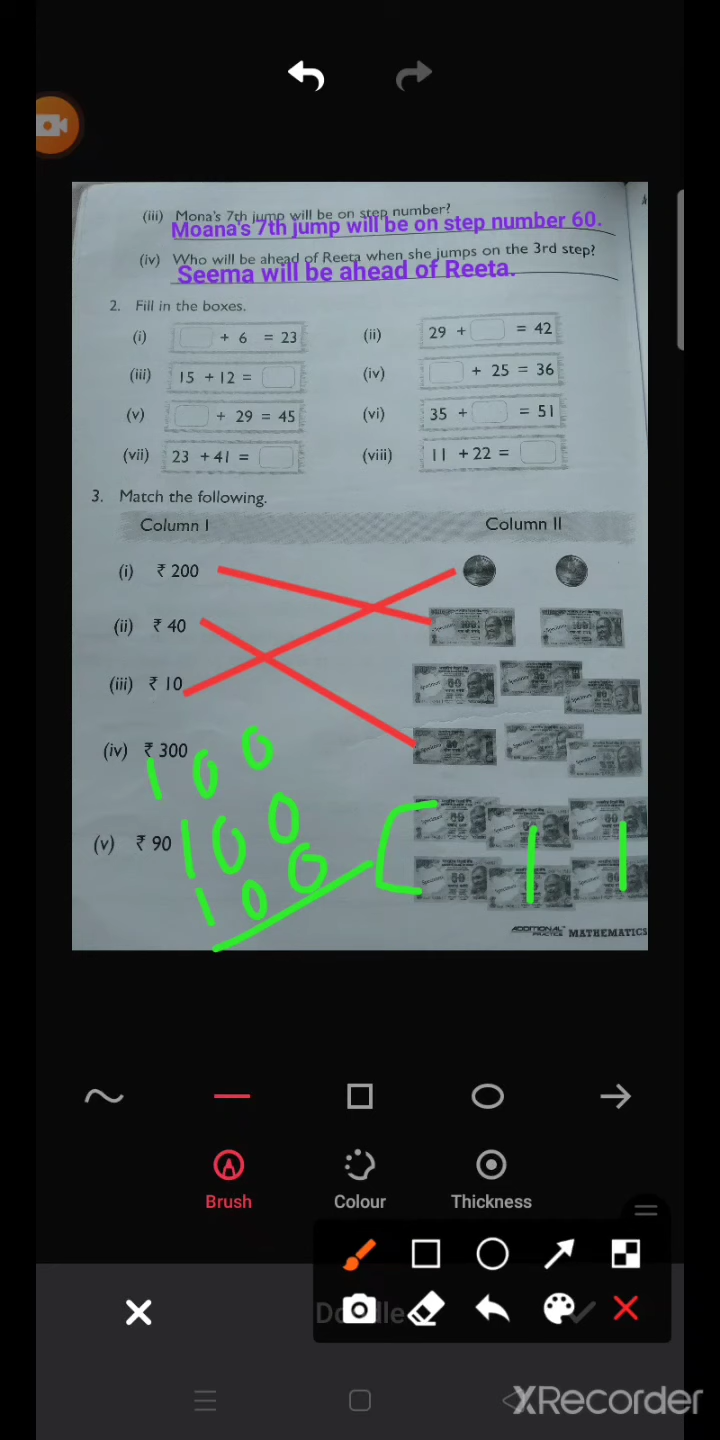 (iii) Mona's 7th jump will be on step number?
Moana's 7th jump will be on step number 60.
(iv) Who will be ahead of Reeta when she jumps on the 3rd step?
Seema will be ahead of Reeta.
2. Fill in the boxes.
(i) + 6 = 23 (ii) 29 + = 42
(iii) 15 + 12 = (iv) + 25 = 36
(v) + 29 = 45 (vi) 35 + = 51
(vii) 23 + 41 = (viii) 11 + 22 =
3. Match the following.
Column I Column II
(i) ₹ 200
(ii) ₹ 40
(iii) ₹ 10
(iv) ₹ 300
100
(v) ₹ 90
100
100
ADDITIONAL PRACTICE MATHEMATICS
Brush Colour Thickness
XRecorder